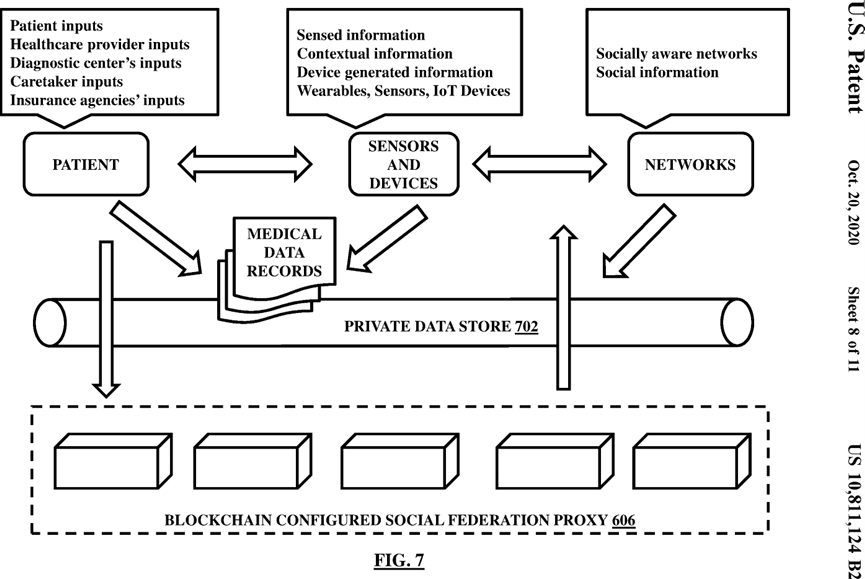 Patient inputs
Healthcare provider inputs
Diagnostic center's inputs
Caretaker inputs
Insurance agencies' inputs
Sensed information
Contextual information
Device generated information
Wearables, Sensors, IoT Devices
Socially aware networks
Social information
PATIENT
SENSORS
AND
DEVICES
NETWORKS
MEDICAL
DATA
RECORDS
PRIVATE DATA STORE 702
BLOCKCHAIN CONFIGURED SOCIAL FEDERATION PROXY 606
FIG. 7
U.S. Patent
Oct. 20, 2020
Sheet 8 of 11
US 10,811,124 B2